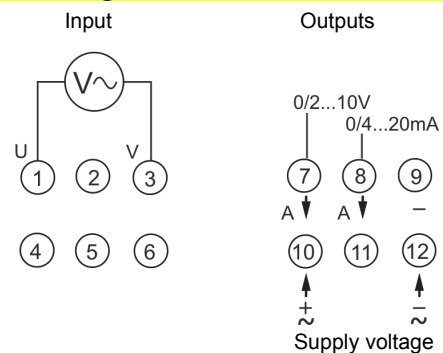 Input Outputs
V~
0/2...10V
0/4...20mA
U V
1 2 3 7 8 9
A A –
4 5 6 10 11 12
+ –
~ ~
Supply voltage